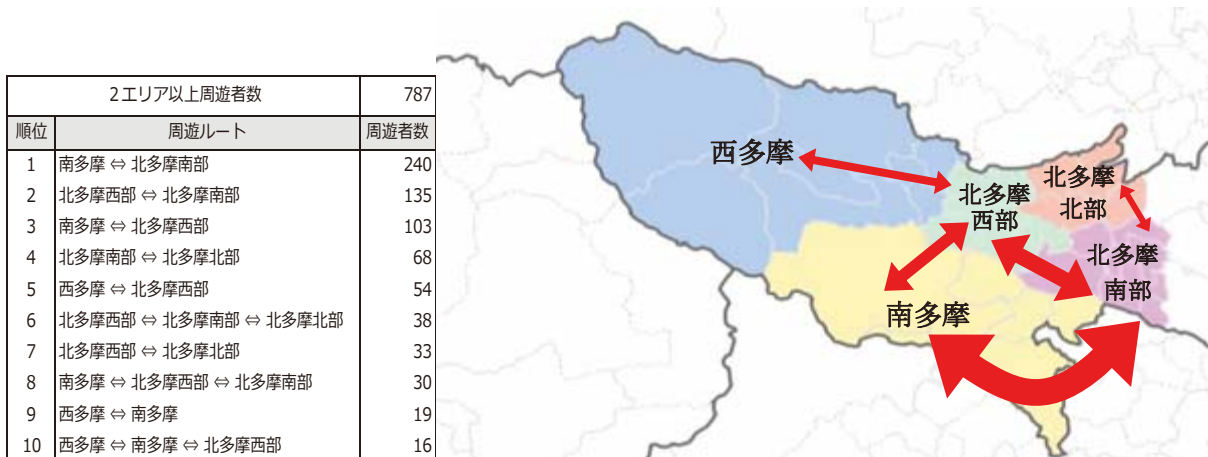 2エリア以上周遊者数 787
順位 周遊ルート 周遊者数
1 南多摩 ⇔ 北多摩南部 240
2 北多摩西部 ⇔ 北多摩南部 135
3 南多摩 ⇔ 北多摩西部 103
4 北多摩南部 ⇔ 北多摩北部 68
5 西多摩 ⇔ 北多摩西部 54
6 北多摩西部 ⇔ 北多摩南部 ⇔ 北多摩北部 38
7 北多摩西部 ⇔ 北多摩北部 33
8 南多摩 ⇔ 北多摩西部 ⇔ 北多摩南部 30
9 西多摩 ⇔ 南多摩 19
10 西多摩 ⇔ 南多摩 ⇔ 北多摩西部 16
西多摩
北多摩
西部
北多摩
北部
北多摩
南部
南多摩